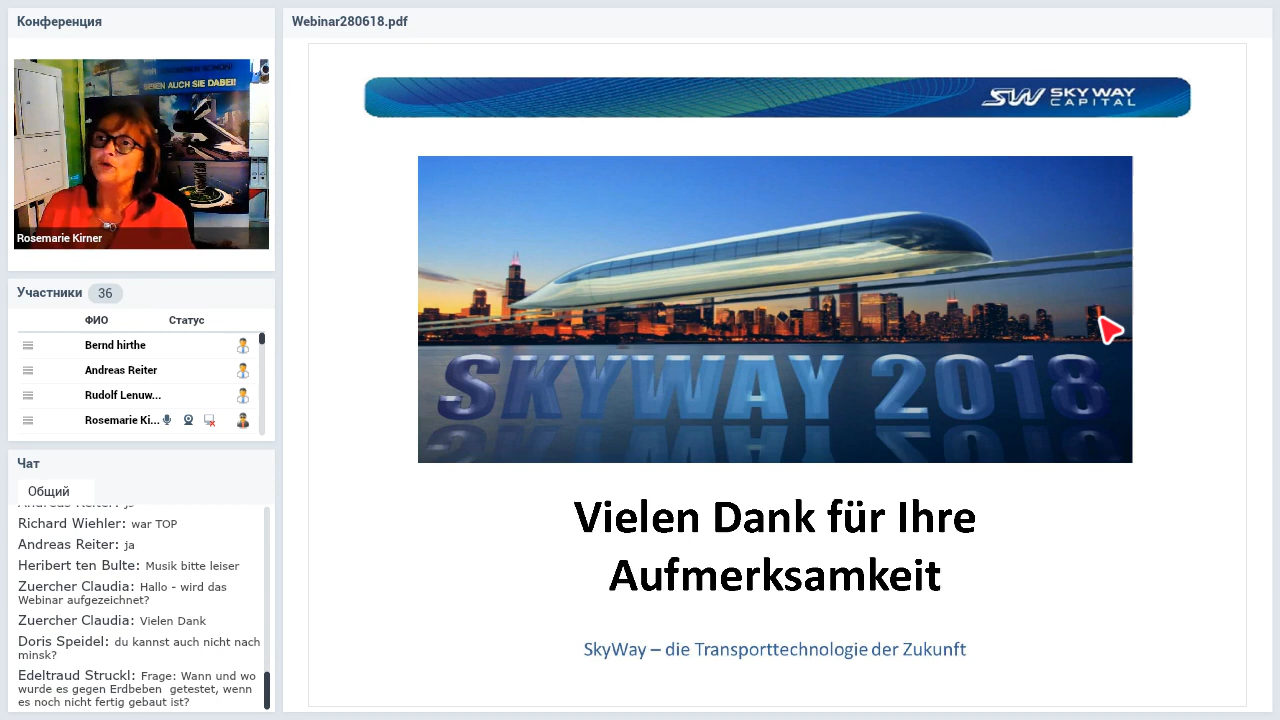 Конференция
SEIEN AUCH SIE DABEI!
Rosemarie Kirner
Участники 36
ФИО Статус
Bernd hirthe
Andreas Reiter
Rudolf Lenuw...
Rosemarie Ki...
Чат
Общий
Richard Wiehler: war TOP
Andreas Reiter: ja
Heribert ten Bulte: Musik bitte leiser
Zuercher Claudia: Hallo - wird das
Webinar aufgezeichnet?
Zuercher Claudia: Vielen Dank
Doris Speidel: du kannst auch nicht nach
minsk?
Edeltraud Struckl: Frage: Wann und wo
wurde es gegen Erdbeben getestet, wenn
es noch nicht fertig gebaut ist?
Webinar280618.pdf
SW SKY WAY
CAPITAL
SKYWAY 2018
Vielen Dank für Ihre
Aufmerksamkeit
SkyWay – die Transporttechnologie der Zukunft